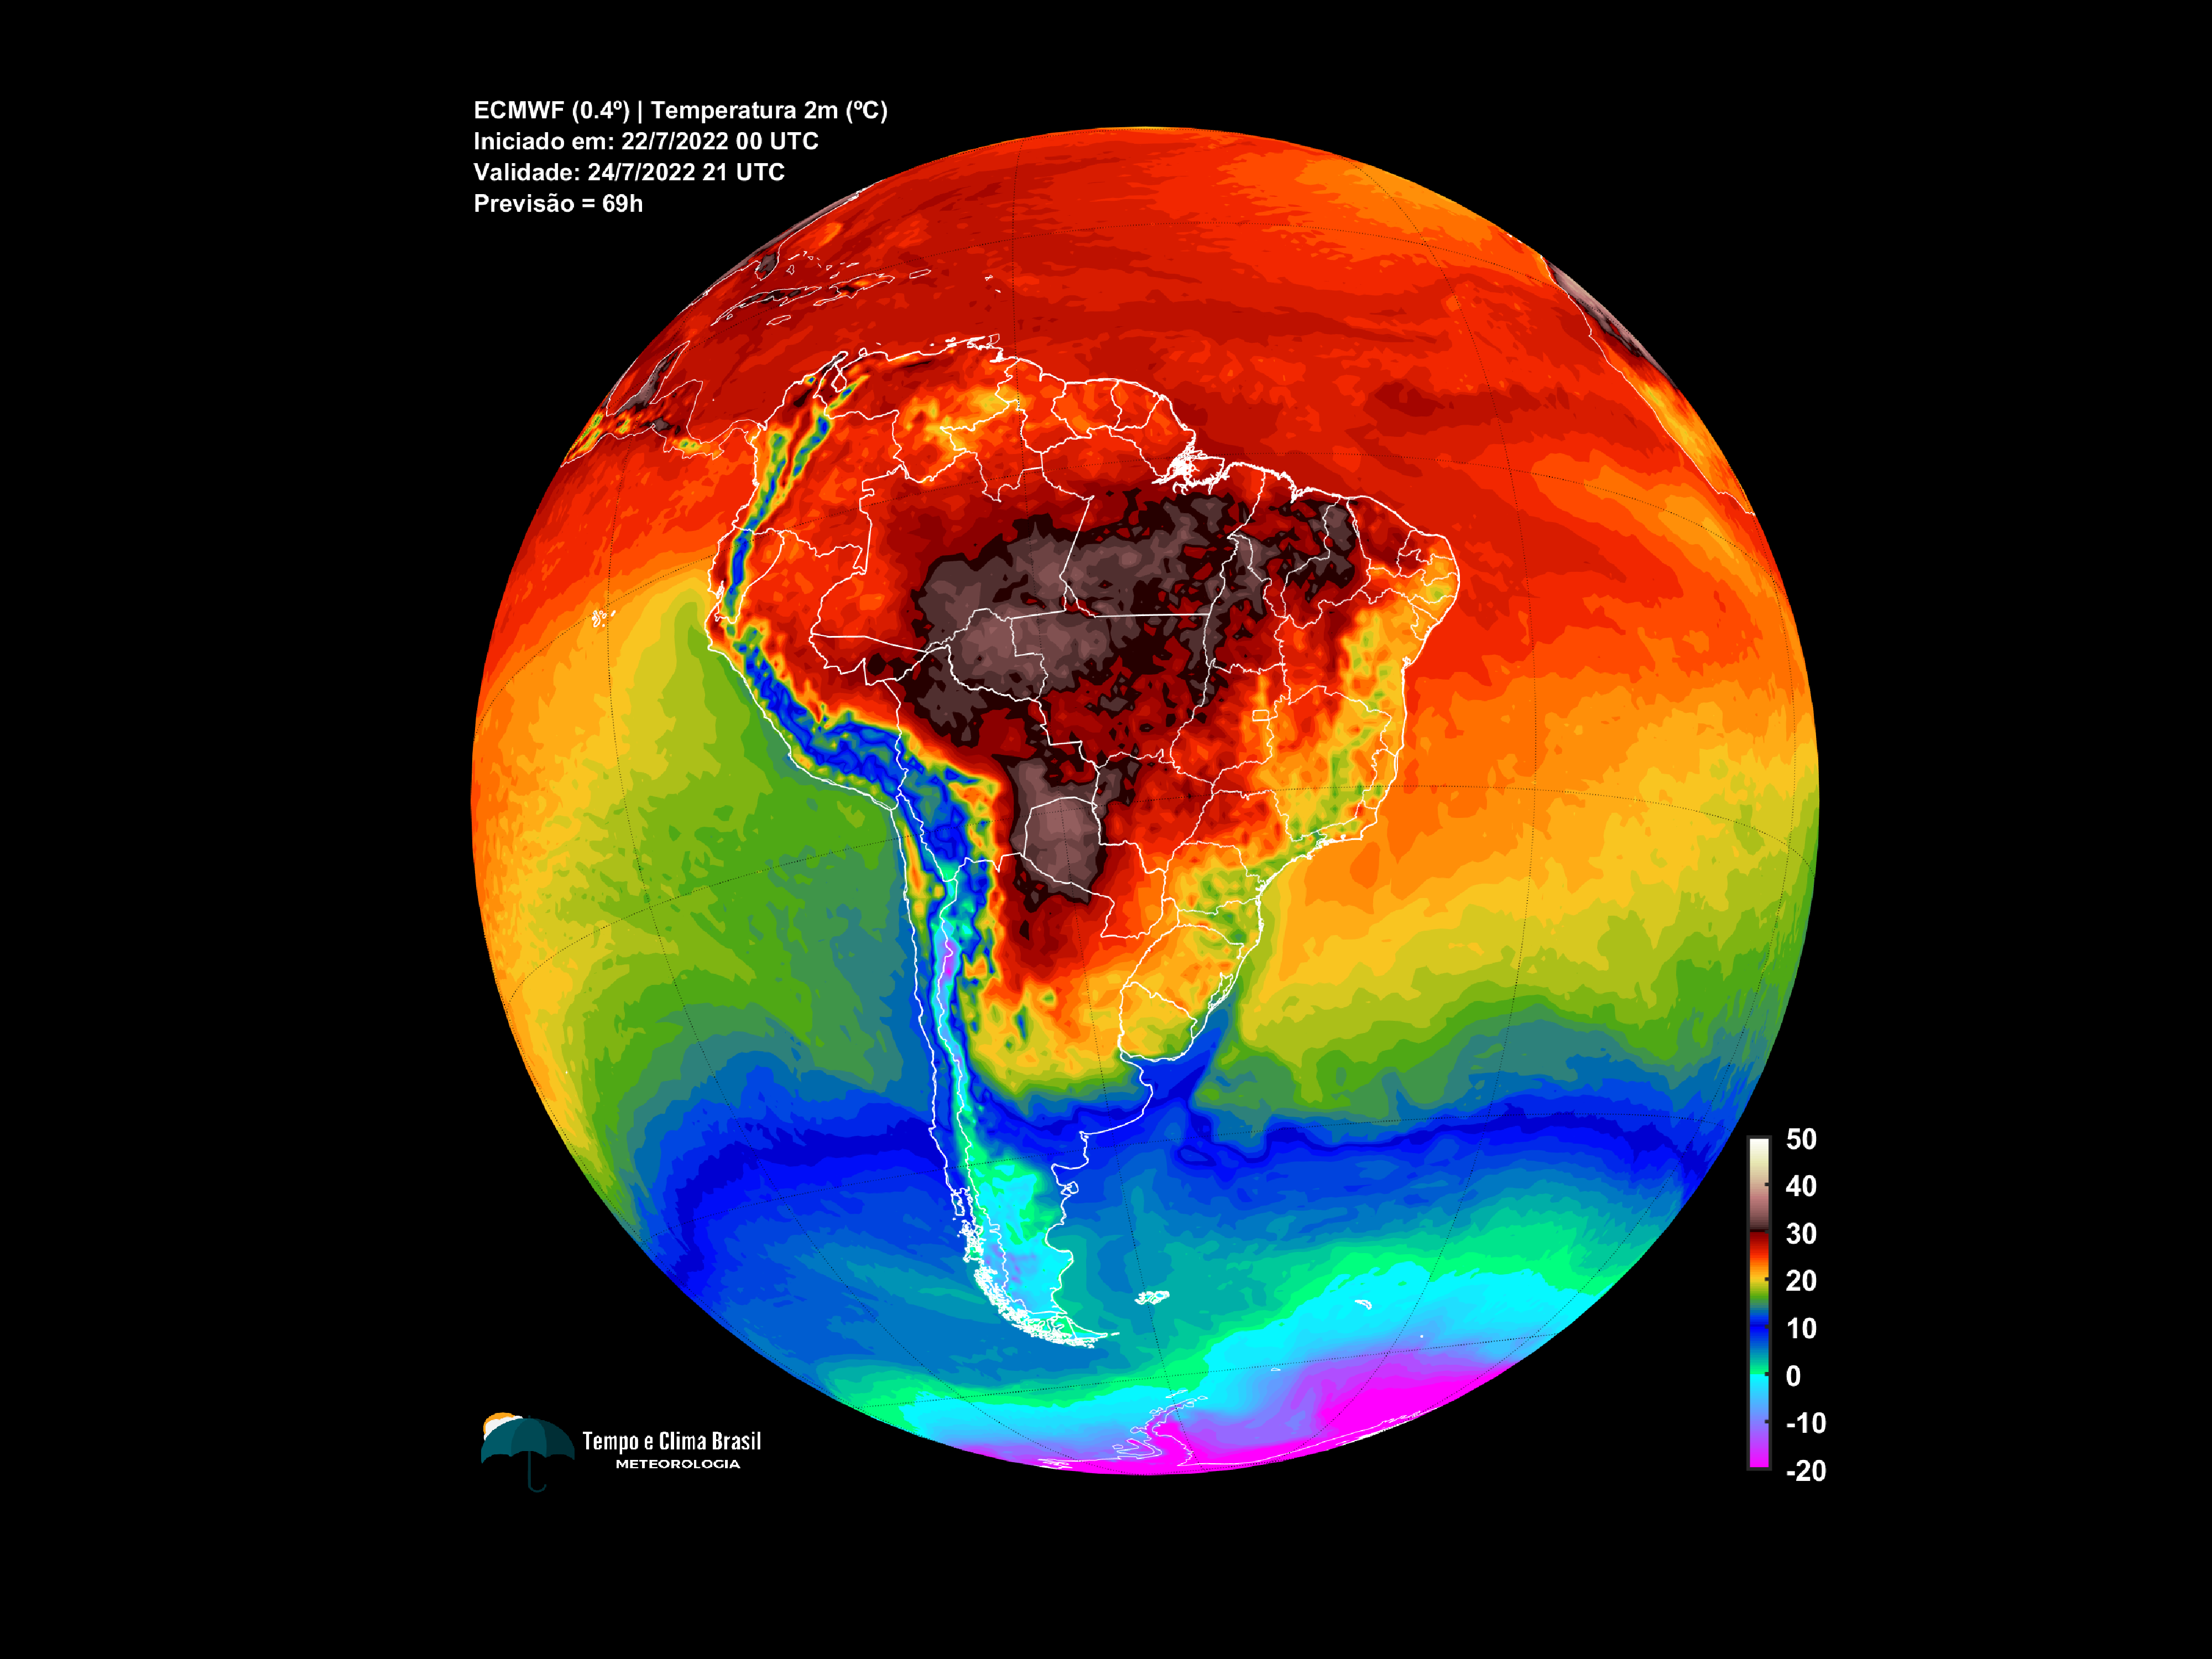 ECMWF (0.4º) | Temperatura 2m (ºC)
Iniciado em: 22/7/2022 00 UTC
Validade: 24/7/2022 21 UTC
Previsão = 69h
50
40
30
20
10
0
-10
-20
Tempo e Clima Brasil
METEOROLOGIA